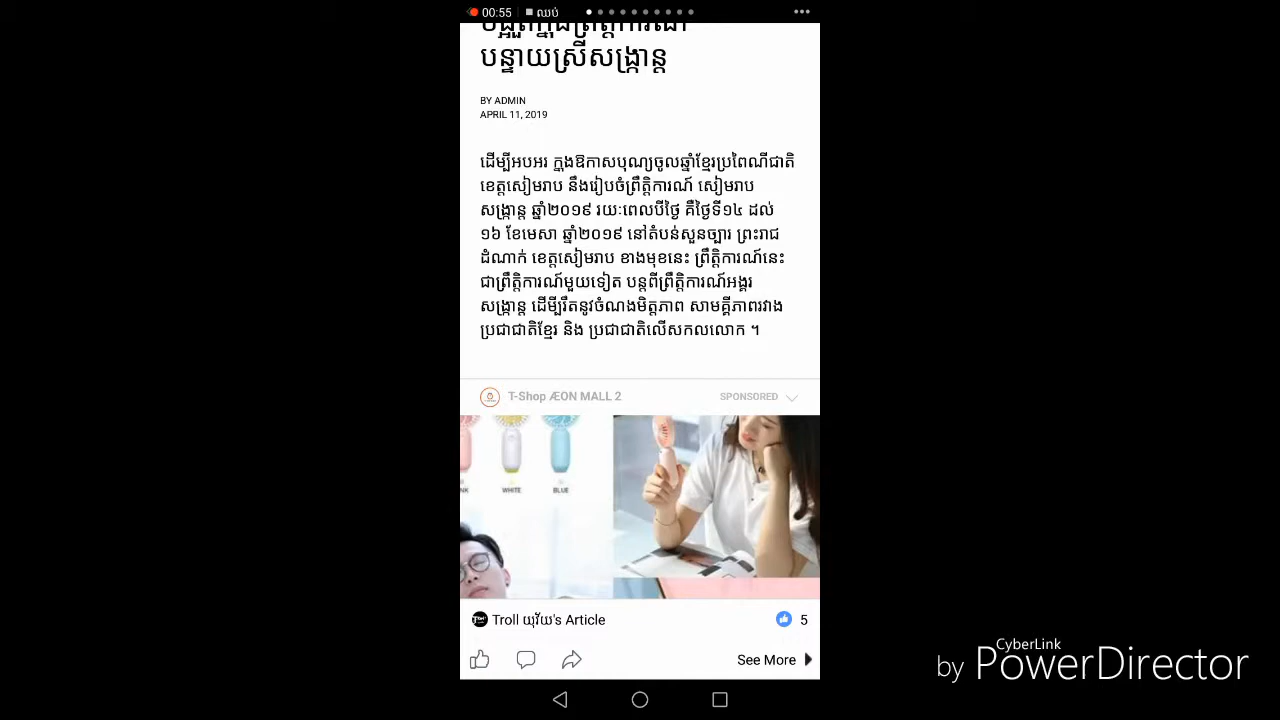 00:55 ឈប់
បន្ទាយស្រីសង្ក្រាន្ត
BY ADMIN
APRIL 11, 2019
ដើម្បីអបអរ ក្នុងឱកាសបុណ្យចូលឆ្នាំខ្មែរប្រពៃណីជាតិ
ខេត្តសៀមរាប នឹងរៀបចំព្រឹត្តិការណ៍ សៀមរាប
សង្ក្រាន្ត ឆ្នាំ២០១៩ រយៈពេលបីថ្ងៃ គឺថ្ងៃទី១៤ ដល់
១៦ ខែមេសា ឆ្នាំ២០១៩ នៅតំបន់សួនច្បារ ព្រះរាជ
ដំណាក់ ខេត្តសៀមរាប ខាងមុខនេះ ព្រឹត្តិការណ៍នេះ
ជាព្រឹត្តិការណ៍មួយទៀត បន្តពីព្រឹត្តិការណ៍អង្គរ
សង្ក្រាន្ត ដើម្បីរឹតនូវចំណងមិត្តភាព សាមគ្គីភាពរវាង
ប្រជាជាតិខ្មែរ និង ប្រជាជាតិលើសកលលោក ។
T-Shop ÆON MALL 2 SPONSORED
NK WHITE BLUE
Troll យុវ័យ's Article 5
See More
CyberLink
by PowerDirector